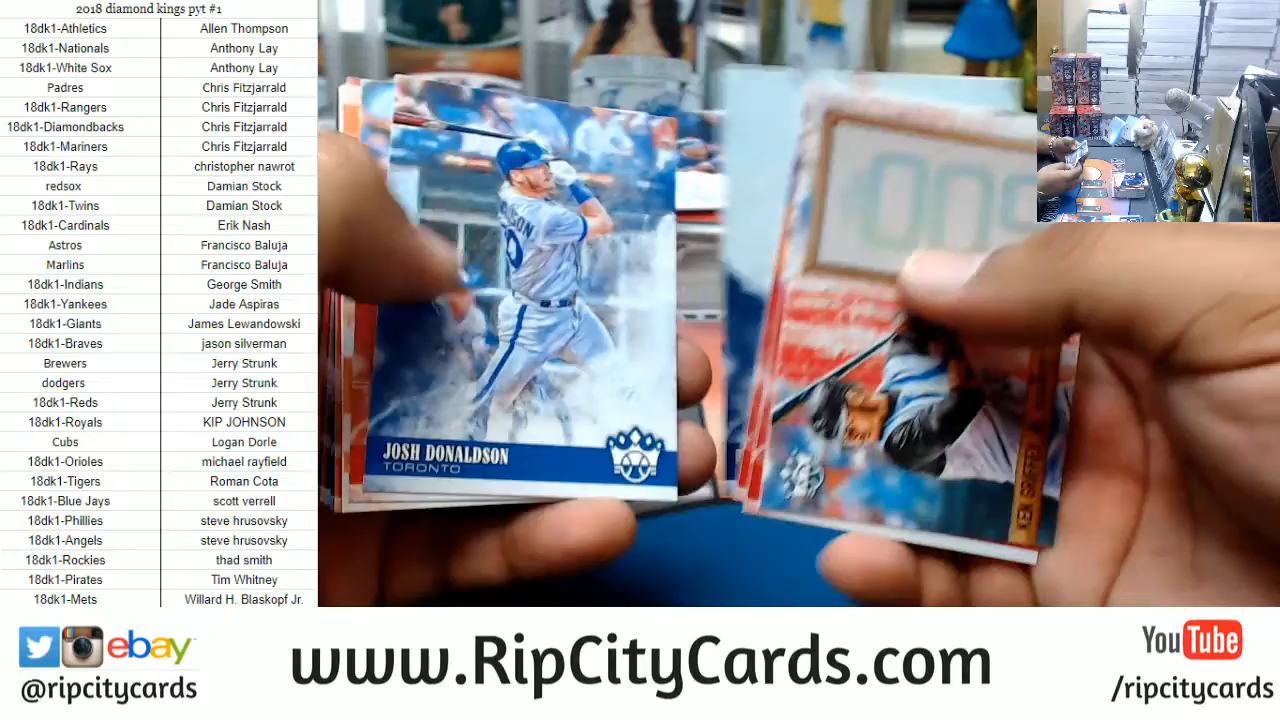 2018 diamond kings pyt #1
18dk1-Athletics Allen Thompson
18dk1-Nationals Anthony Lay
18dk1-White Sox Anthony Lay
Padres Chris Fitzjarrald
18dk1-Rangers Chris Fitzjarrald
18dk1-Diamondbacks Chris Fitzjarrald
18dk1-Mariners Chris Fitzjarrald
18dk1-Rays christopher nawrot
redsox Damian Stock
18dk1-Twins Damian Stock
18dk1-Cardinals Erik Nash
Astros Francisco Baluja
Marlins Francisco Baluja
18dk1-Indians George Smith
18dk1-Yankees Jade Aspiras
18dk1-Giants James Lewandowski
18dk1-Braves jason silverman
Brewers Jerry Strunk
dodgers Jerry Strunk
18dk1-Reds Jerry Strunk
18dk1-Royals KIP JOHNSON
Cubs Logan Dorle
18dk1-Orioles michael rayfield
18dk1-Tigers Roman Cota
18dk1-Blue Jays scott verrell
18dk1-Phillies steve hrusovsky
18dk1-Angels steve hrusovsky
18dk1-Rockies thad smith
18dk1-Pirates Tim Whitney
18dk1-Mets Willard H. Blaskopf Jr.
JOSH DONALDSON
TORONTO
KEN GRIFFEY
ebay
@ripcitycards
www.RipCityCards.com
YouTube
/ripcitycards